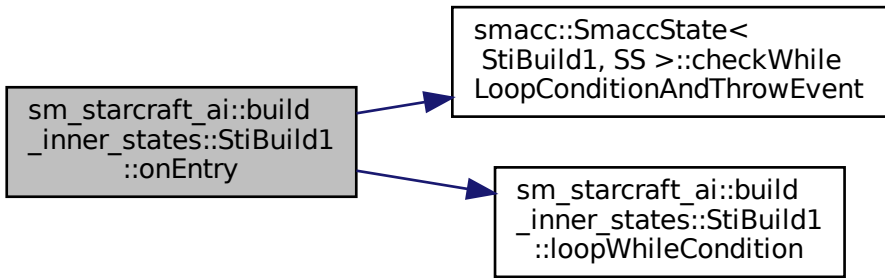 sm_starcraft_ai::build
_inner_states::StiBuild1
::onEntry
smacc::SmaccState<
StiBuild1, SS >::checkWhile
LoopConditionAndThrowEvent
sm_starcraft_ai::build
_inner_states::StiBuild1
::loopWhileCondition